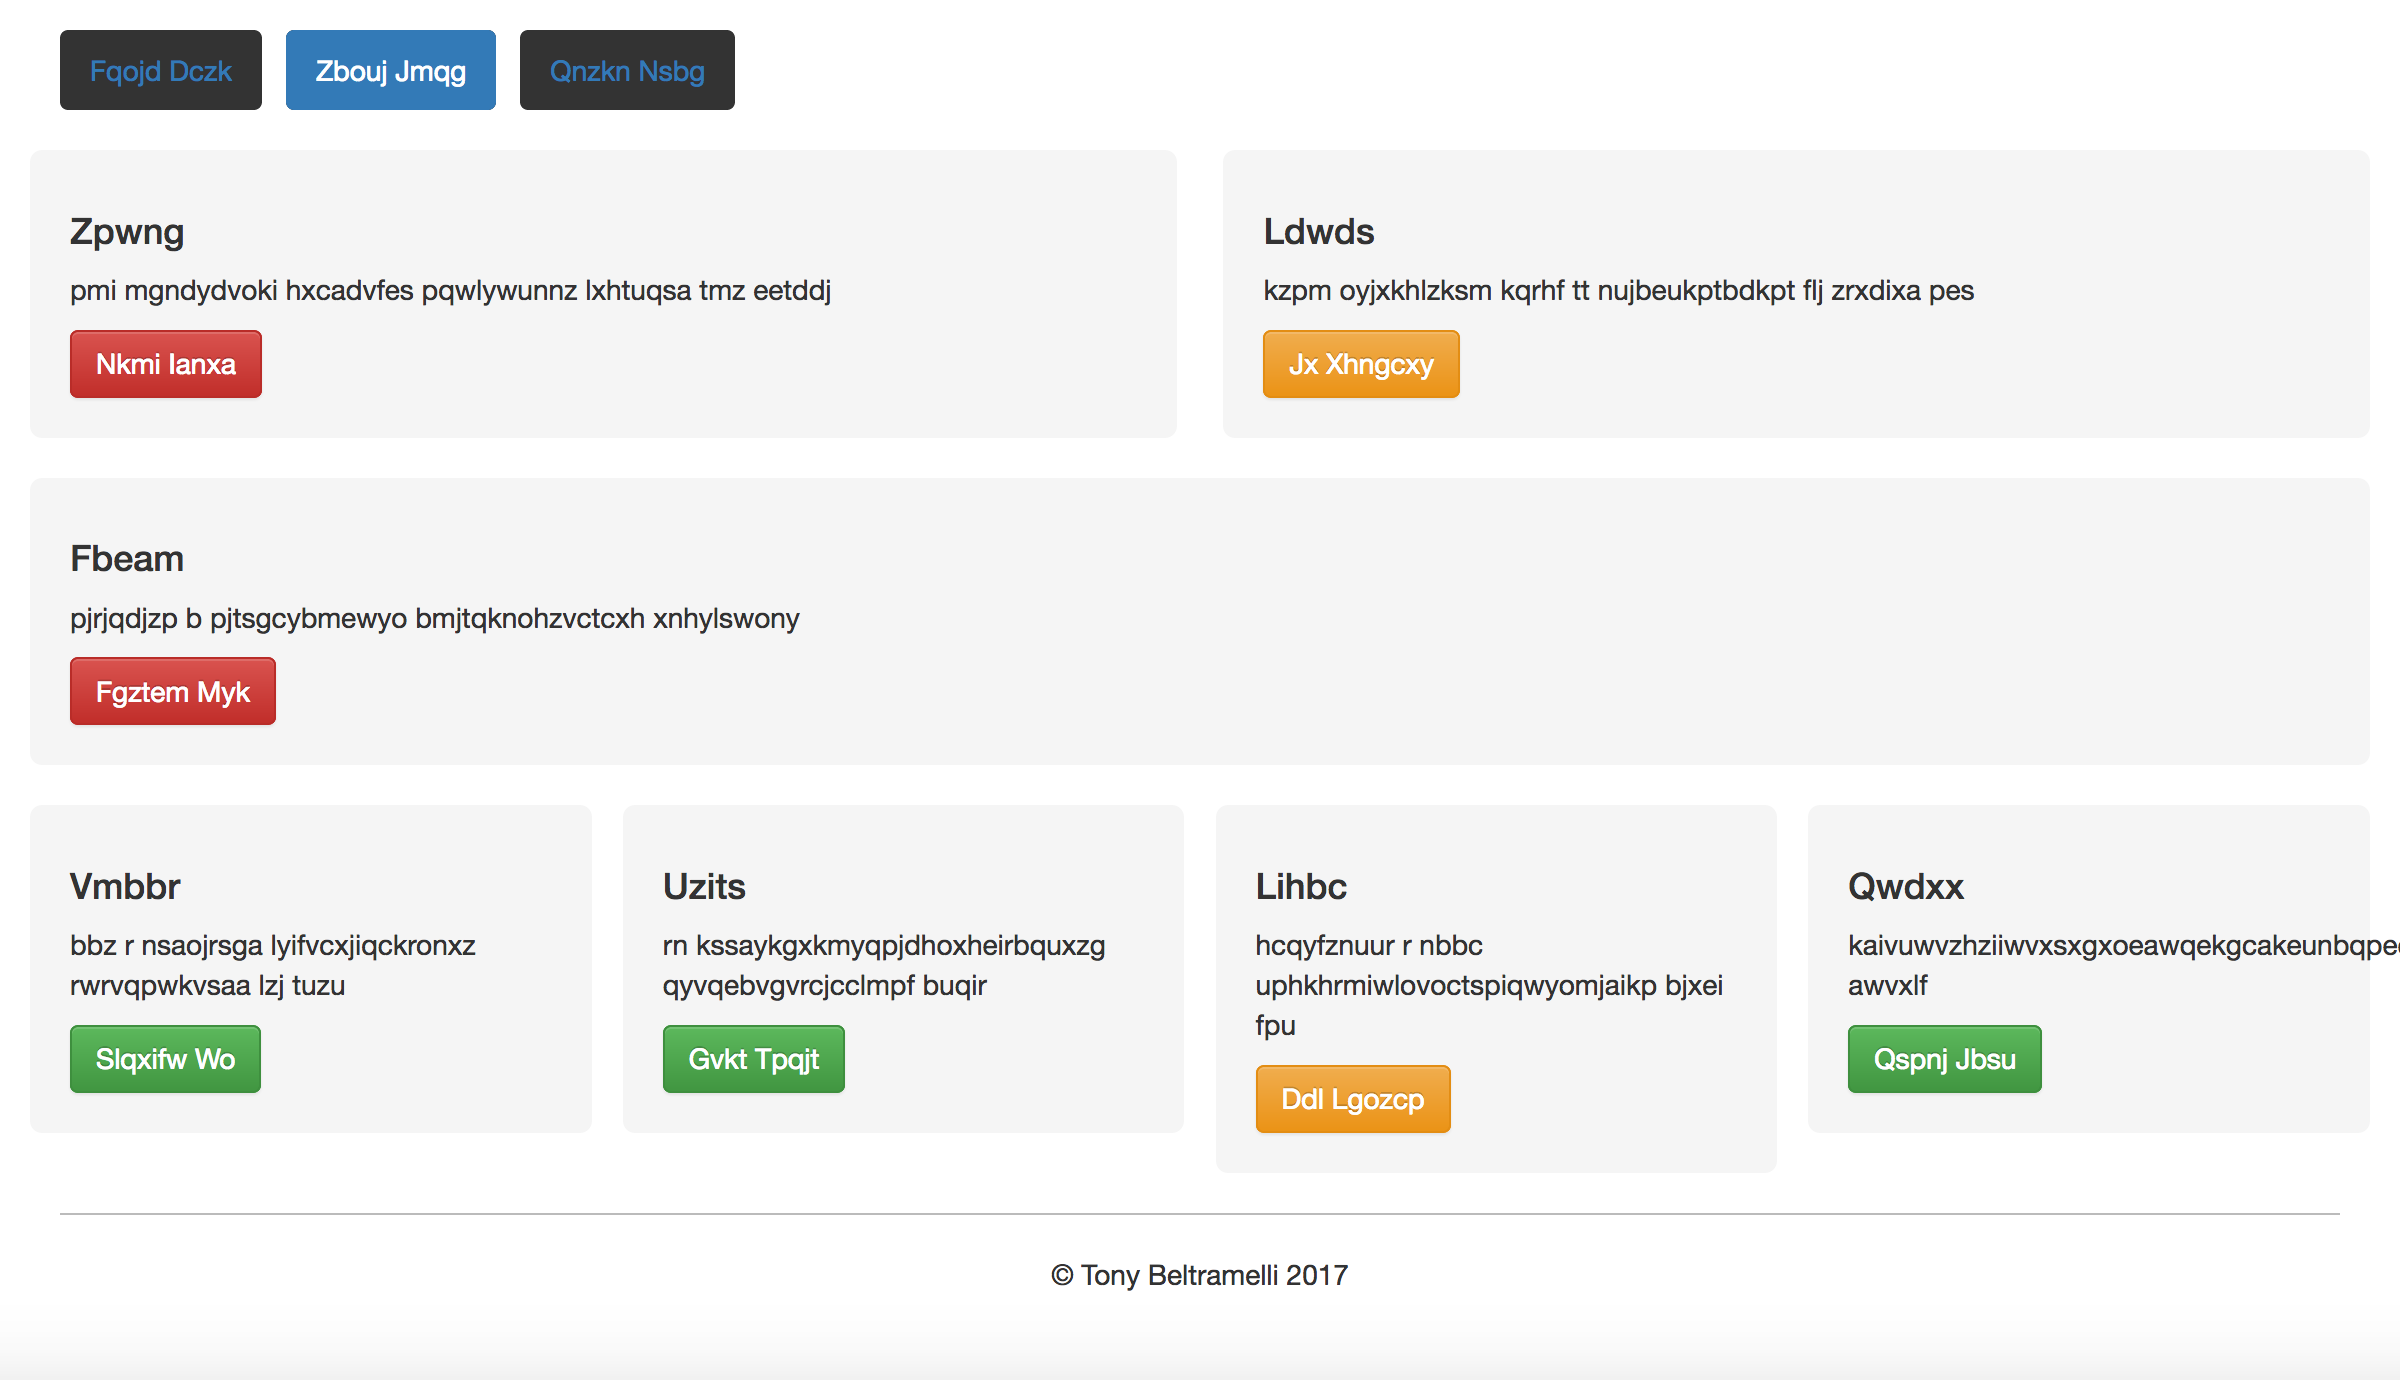 Fqojd Dczk Zbouj Jmqg Qnzkn Nsbg
Zpwng
pmi mgndydvoki hxcadvfes pqwlywunnz lxhtuqsa tmz eetddj
Nkmi Ianxa
Ldwds
kzpm oyjxkhlzksm kqrhf tt nujbeukptbdkpt flj zrxdixa pes
Jx Xhngcxy
Fbeam
pjrjqdjzp b pjtsgcybmewyo bmjtqknohzvctcxh xnhylswony
Fgztem Myk
Vmbbr
bbz r nsaojrsga lyifvcxjiqckronxz
rwrvqpwkvsaa lzj tuzu
Slqxifw Wo
Uzits
rn kssaykgxkmyqpjdhoxheirbquxzg
qyvqebvgvrcjcclmpf buqir
Gvkt Tpqjt
Lihbc
hcqyfznuur r nbbc
uphkhrmiwlovoctspiqwyomjaikp bjxei
fpu
Ddl Lgozcp
Qwdxx
awvxlf
Qspnj Jbsu
© Tony Beltramelli 2017